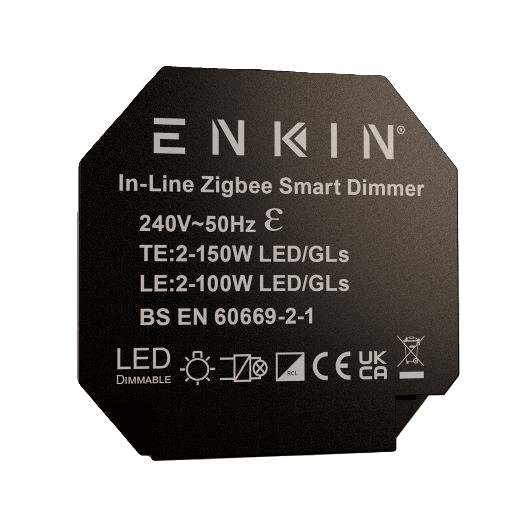 ENKIN®
In-Line Zigbee Smart Dimmer
240V~50Hz Ɛ
TE:2-150W LED/GLs
LE:2-100W LED/GLs
BS EN 60669-2-1
LED
DIMMABLE
RCL
CE
UK
CA